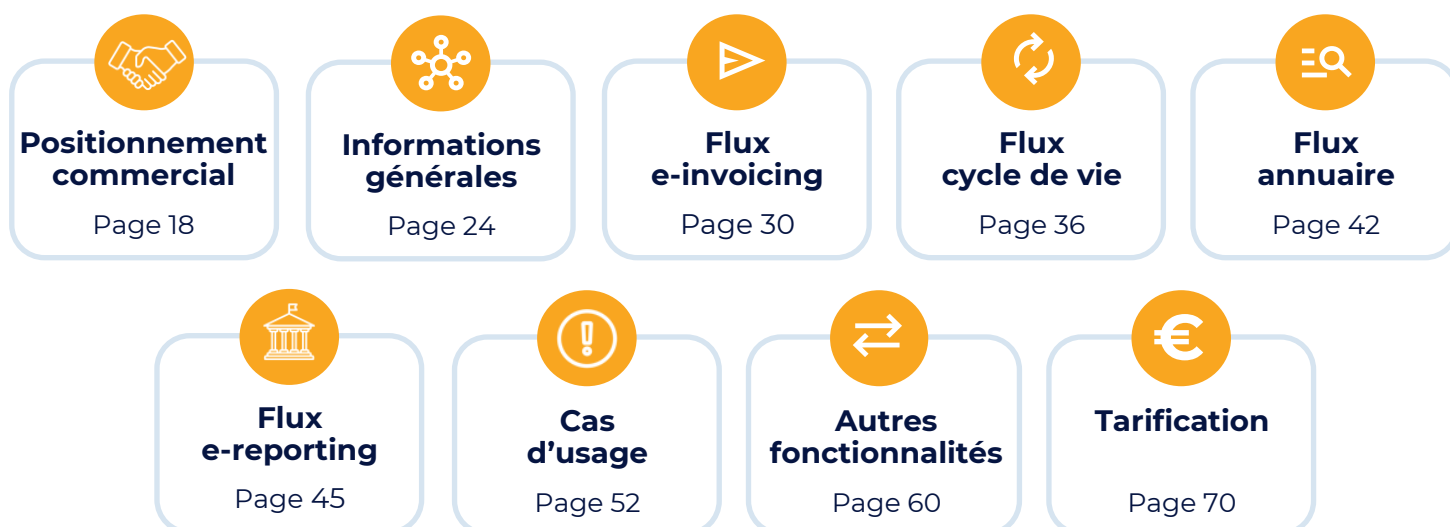 Positionnement
commercial
Page 18
Informations
générales
Page 24
Flux
e-invoicing
Page 30
Flux
cycle de vie
Page 36
Flux
annuaire
Page 42
Flux
e-reporting
Page 45
Cas
d’usage
Page 52
Autres
fonctionnalités
Page 60
Tarification
Page 70